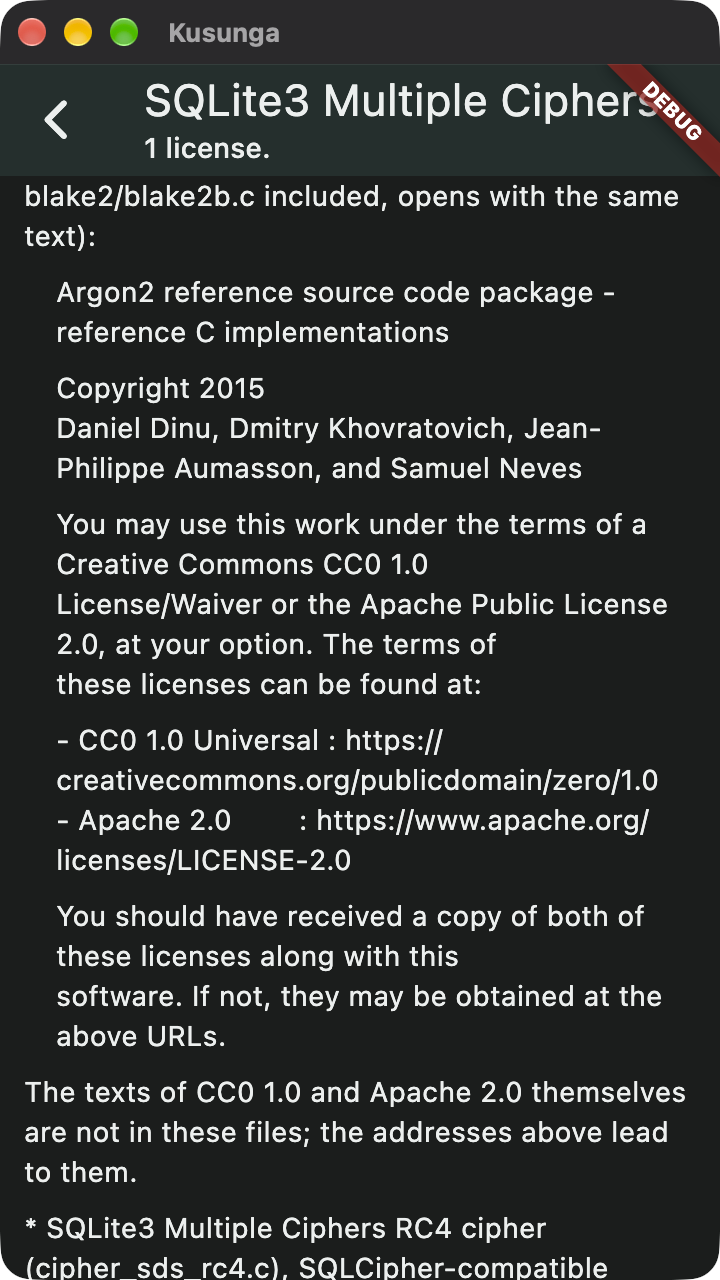 Kusunga
SQLite3 Multiple Ciphers
DEBUG
1 license.
blake2/blake2b.c included, opens with the same
text):
Argon2 reference source code package -
reference C implementations
Copyright 2015
Daniel Dinu, Dmitry Khovratovich, Jean-
Philippe Aumasson, and Samuel Neves
You may use this work under the terms of a
Creative Commons CC0 1.0
License/Waiver or the Apache Public License
2.0, at your option. The terms of
these licenses can be found at:
- CC0 1.0 Universal : https://
creativecommons.org/publicdomain/zero/1.0
- Apache 2.0        : https://www.apache.org/
licenses/LICENSE-2.0
You should have received a copy of both of
these licenses along with this
software. If not, they may be obtained at the
above URLs.
The texts of CC0 1.0 and Apache 2.0 themselves
are not in these files; the addresses above lead
to them.
* SQLite3 Multiple Ciphers RC4 cipher
(cipher_sds_rc4.c), SQLCipher-compatible